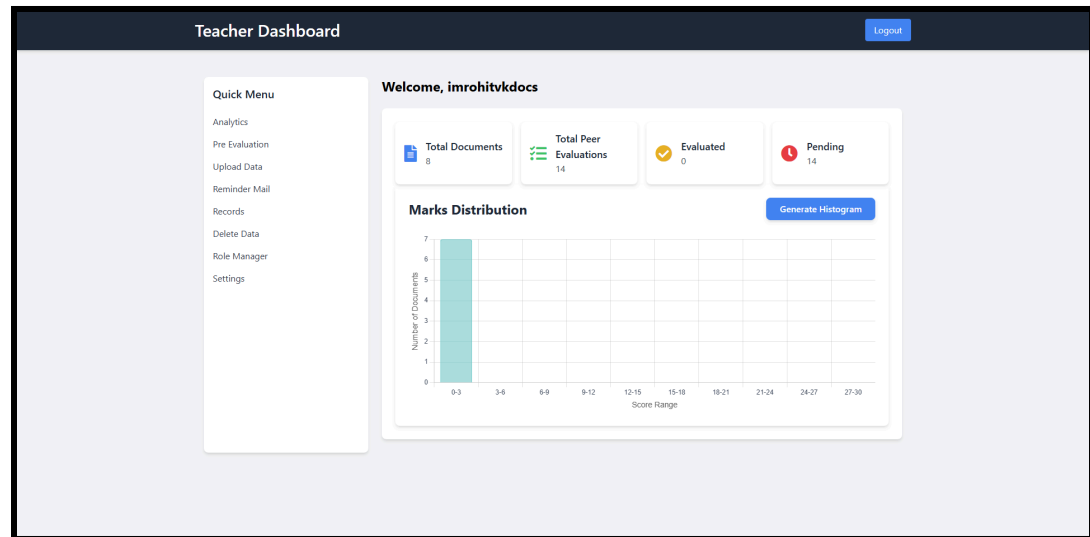 Teacher Dashboard
Logout
Quick Menu
Analytics
Pre Evaluation
Upload Data
Reminder Mail
Records
Delete Data
Role Manager
Settings
Welcome, imrohitvkdocs
Total Documents
8
Total Peer
Evaluations
14
Evaluated
0
Pending
14
Marks Distribution
Generate Histogram
Number of Documents
7
6
5
4
3
2
1
0
0-3 3-6 6-9 9-12 12-15 15-18 18-21 21-24 24-27 27-30
Score Range